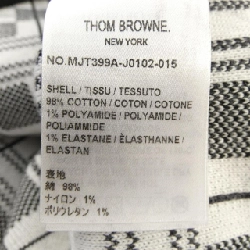 THOM BROWNE.
NEW YORK
NO.MJT399A-J0102-015
SHELL / TISSU / TESSUTO
98% COTTON / COTON / COTONE
1% POLYAMIDE / POLYAMIDE /
POLIAMMIDE
1% ELASTANE / ÉLASTHANNE /
ELASTAN
表地
綿 98%
ナイロン 1%
ポリウレタン 1%